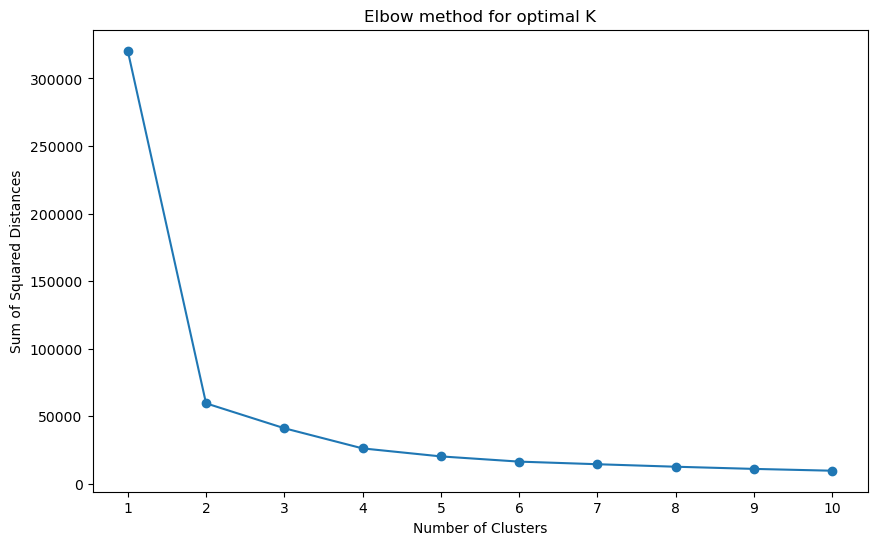 Elbow method for optimal K
Sum of Squared Distances
300000
250000
200000
150000
100000
50000
0
1 2 3 4 5 6 7 8 9 10
Number of Clusters